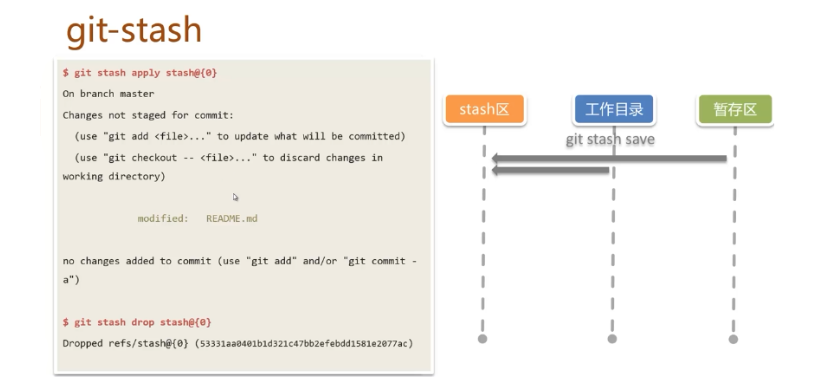 git-stash
$ git stash apply stash@{0}
On branch master
Changes not staged for commit:
(use "git add <file>..." to update what will be committed)
(use "git checkout -- <file>..." to discard changes in
working directory)
modified: README.md
no changes added to commit (use "git add" and/or "git commit -
a")
$ git stash drop stash@{0}
Dropped refs/stash@{0} (53331aa0401b1d321c47bb2efebdd1581e2077ac)
stash区
工作目录
暂存区
git stash save